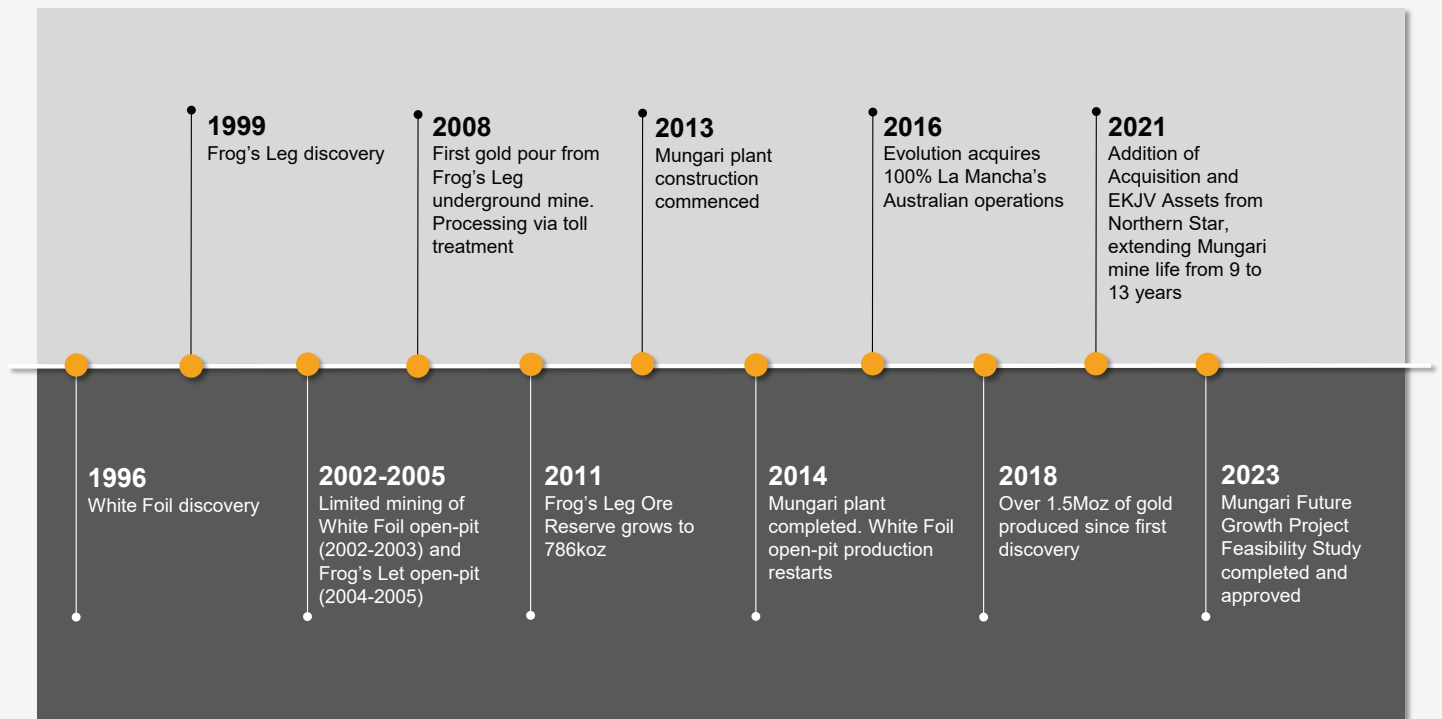 1999
Frog's Leg discovery
2008
First gold pour from
Frog's Leg
underground mine.
Processing via toll
treatment
2013
Mungari plant
construction
commenced
2016
Evolution acquires
100% La Mancha's
Australian operations
2021
Addition of
Acquisition and
EKJV Assets from
Northern Star,
extending Mungari
mine life from 9 to
13 years
1996
White Foil discovery
2002-2005
Limited mining of
White Foil open-pit
(2002-2003) and
Frog's Let open-pit
(2004-2005)
2011
Frog's Leg Ore
Reserve grows to
786koz
2014
Mungari plant
completed. White Foil
open-pit production
restarts
2018
Over 1.5Moz of gold
produced since first
discovery
2023
Mungari Future
Growth Project
Feasibility Study
completed and
approved